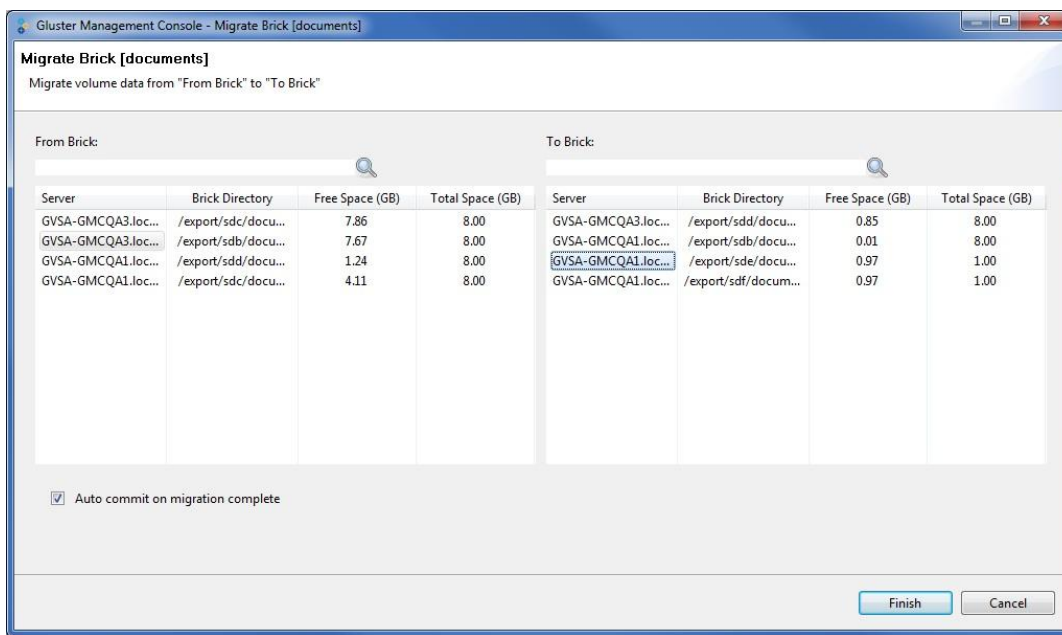 Gluster Management Console - Migrate Brick [documents]
Migrate Brick [documents]
Migrate volume data from "From Brick" to "To Brick"
From Brick:
Server Brick Directory Free Space (GB) Total Space (GB)
GVSA-GMCQA3.loc... /export/sdc/docu... 7.86 8.00
GVSA-GMCQA3.loc... /export/sdb/docu... 7.67 8.00
GVSA-GMCQA1.loc... /export/sdd/docu... 1.24 8.00
GVSA-GMCQA1.loc... /export/sdc/docu... 4.11 8.00
To Brick:
Server Brick Directory Free Space (GB) Total Space (GB)
GVSA-GMCQA3.loc... /export/sdd/docu... 0.85 8.00
GVSA-GMCQA1.loc... /export/sdb/docu... 0.01 8.00
GVSA-GMCQA1.loc... /export/sde/docu... 0.97 1.00
GVSA-GMCQA1.loc... /export/sdf/docum... 0.97 1.00
Auto commit on migration complete
Finish Cancel